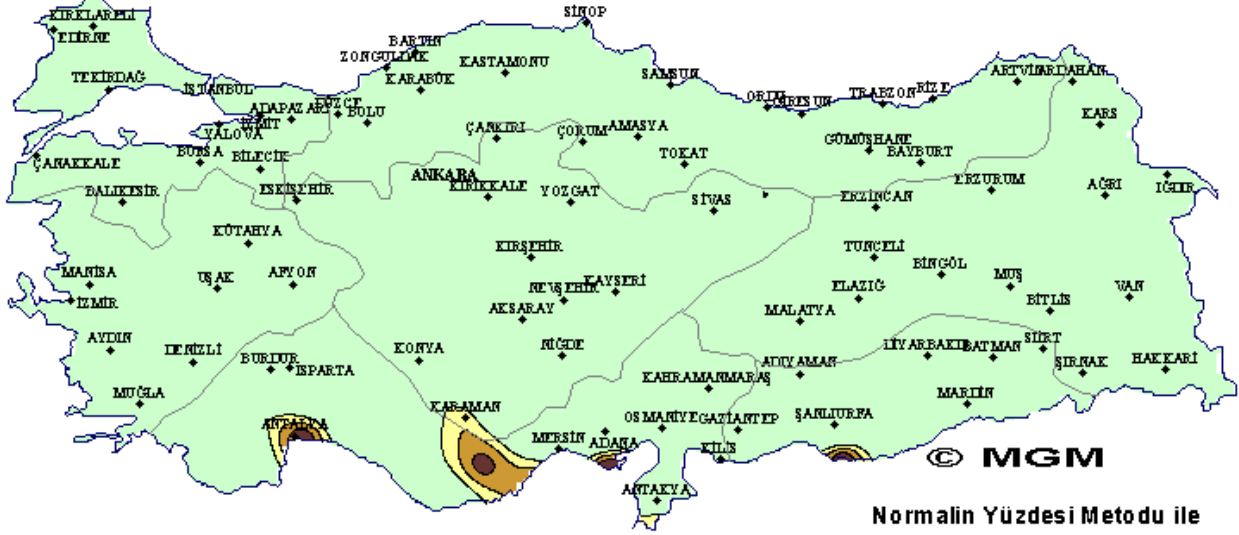 SİNOP
KIRKLARELİ
EDİRNE
BARTIN
ZONGULDAK
KASTAMONU
KARABÜK
TEKİRDAĞ
SAMSUN
ARTVİN
ARDAHAN
İSTANBUL
DÜZCE
BOLU
ADAPAZARI
ORDU
GİRESUN
TRABZON
RİZE
KARS
İZMİT
YALOVA
ÇANKIRI
ÇORUM
AMASYA
GÜMÜŞHANE
BAYBURT
ÇANAKKALE
BURSA
BİLECİK
TOKAT
ANKARA
KIRIKKALE
BALIKESİR
ESKİŞEHİR
YOZGAT
SİVAS
ERZİNCAN
ERZURUM
AĞRI
IĞDIR
KÜTAHYA
KIRŞEHİR
TUNCELİ
BİNGÖL
MANİSA
UŞAK
AFYON
NEVŞEHİR
KAYSERİ
ELAZIĞ
MUŞ
BİTLİS
VAN
İZMİR
AKSARAY
MALATYA
AYDIN
DENİZLİ
BURDUR
ISPARTA
KONYA
NİĞDE
ADIYAMAN
DİYARBAKIR
BATMAN
SİİRT
ŞIRNAK
HAKKARİ
KAHRAMANMARAŞ
MUĞLA
MARDİN
KARAMAN
ANTALYA
OSMANİYE
GAZİANTEP
ŞANLIURFA
MERSİN
ADANA
KİLİS
© MGM
ANTAKYA
Normalin Yüzdesi Metodu ile